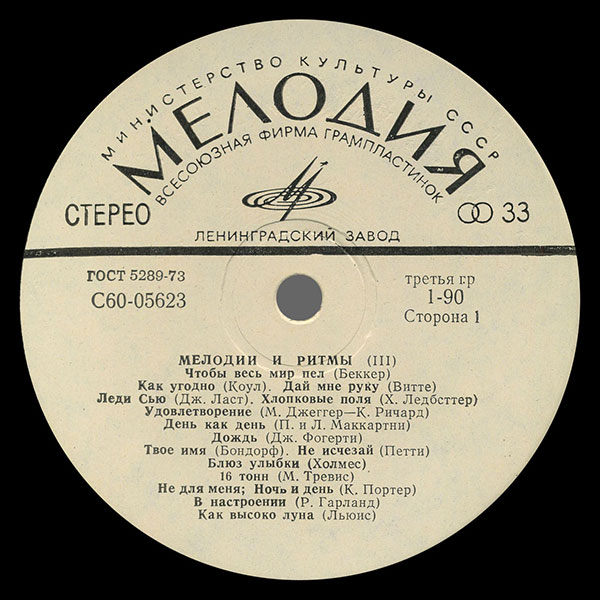 МИНИСТЕРСТВО КУЛЬТУРЫ СССР
МЕЛОДИЯ
ВСЕСОЮЗНАЯ ФИРМА ГРАМПЛАСТИНОК
СТЕРЕО
33
ЛЕНИНГРАДСКИЙ ЗАВОД
ГОСТ 5289-73
С60-05623
третья гр
1-90
Сторона 1
МЕЛОДИИ И РИТМЫ (III)
Чтобы весь мир пел (Беккер)
Как угодно (Коул). Дай мне руку (Витте)
Леди Сью (Дж. Ласт). Хлопковые поля (Х. Ледбсттер)
Удовлетворение (М. Джеггер—К. Ричард)
День как день (П. и Л. Маккартни)
Дождь (Дж. Фогерти)
Твое имя (Бондорф). Не исчезай (Петти)
Блюз улыбки (Холмес)
16 тонн (М. Тревис)
Не для меня; Ночь и день (К. Портер)
В настроении (Р. Гарланд)
Как высоко луна (Льюис)